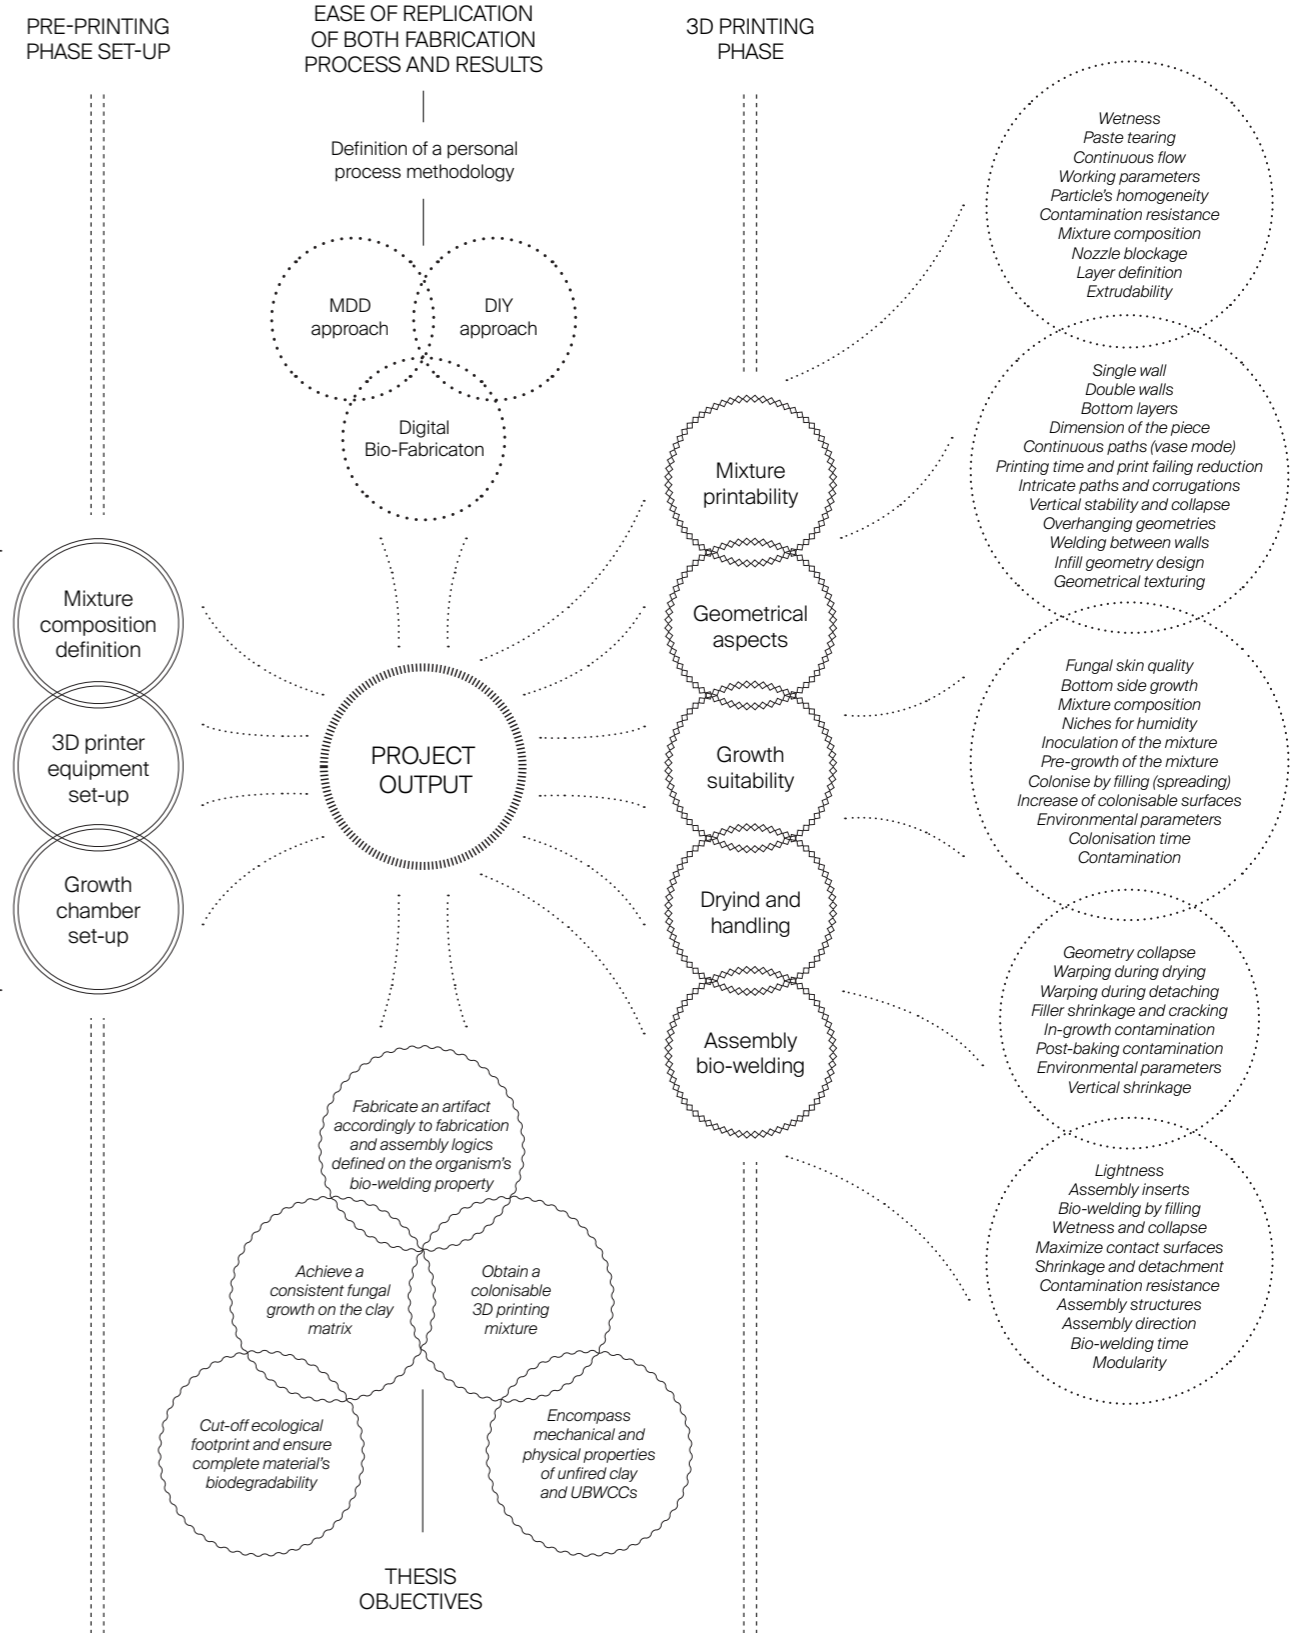 PRE-PRINTING
PHASE SET-UP
EASE OF REPLICATION
OF BOTH FABRICATION
PROCESS AND RESULTS
3D PRINTING
PHASE
Definition of a personal
process methodology
MDD
approach
DIY
approach
Digital
Bio-Fabricaton
Mixture
composition
definition
3D printer
equipment
set-up
Growth
chamber
set-up
PROJECT
OUTPUT
Mixture
printability
Geometrical
aspects
Growth
suitability
Dryind and
handling
Assembly
bio-welding
Wetness
Paste tearing
Continuous flow
Working parameters
Particle's homogeneity
Contamination resistance
Mixture composition
Nozzle blockage
Layer definition
Extrudability
Single wall
Double walls
Bottom layers
Dimension of the piece
Continuous paths (vase mode)
Printing time and print failing reduction
Intricate paths and corrugations
Vertical stability and collapse
Overhanging geometries
Welding between walls
Infill geometry design
Geometrical texturing
Fungal skin quality
Bottom side growth
Mixture composition
Niches for humidity
Inoculation of the mixture
Pre-growth of the mixture
Colonise by filling (spreading)
Increase of colonisable surfaces
Environmental parameters
Colonisation time
Contamination
Geometry collapse
Warping during drying
Warping during detaching
Filler shrinkage and cracking
In-growth contamination
Post-baking contamination
Environmental parameters
Vertical shrinkage
Lightness
Assembly inserts
Bio-welding by filling
Wetness and collapse
Maximize contact surfaces
Shrinkage and detachment
Contamination resistance
Assembly structures
Assembly direction
Bio-welding time
Modularity
Fabricate an artifact
accordingly to fabrication
and assembly logics
defined on the organism's
bio-welding property
Achieve a
consistent fungal
growth on the clay
matrix
Obtain a
colonisable
3D printing
mixture
Cut-off ecological
footprint and ensure
complete material's
biodegradability
Encompass
mechanical and
physical properties
of unfired clay
and UBWCCs
THESIS
OBJECTIVES